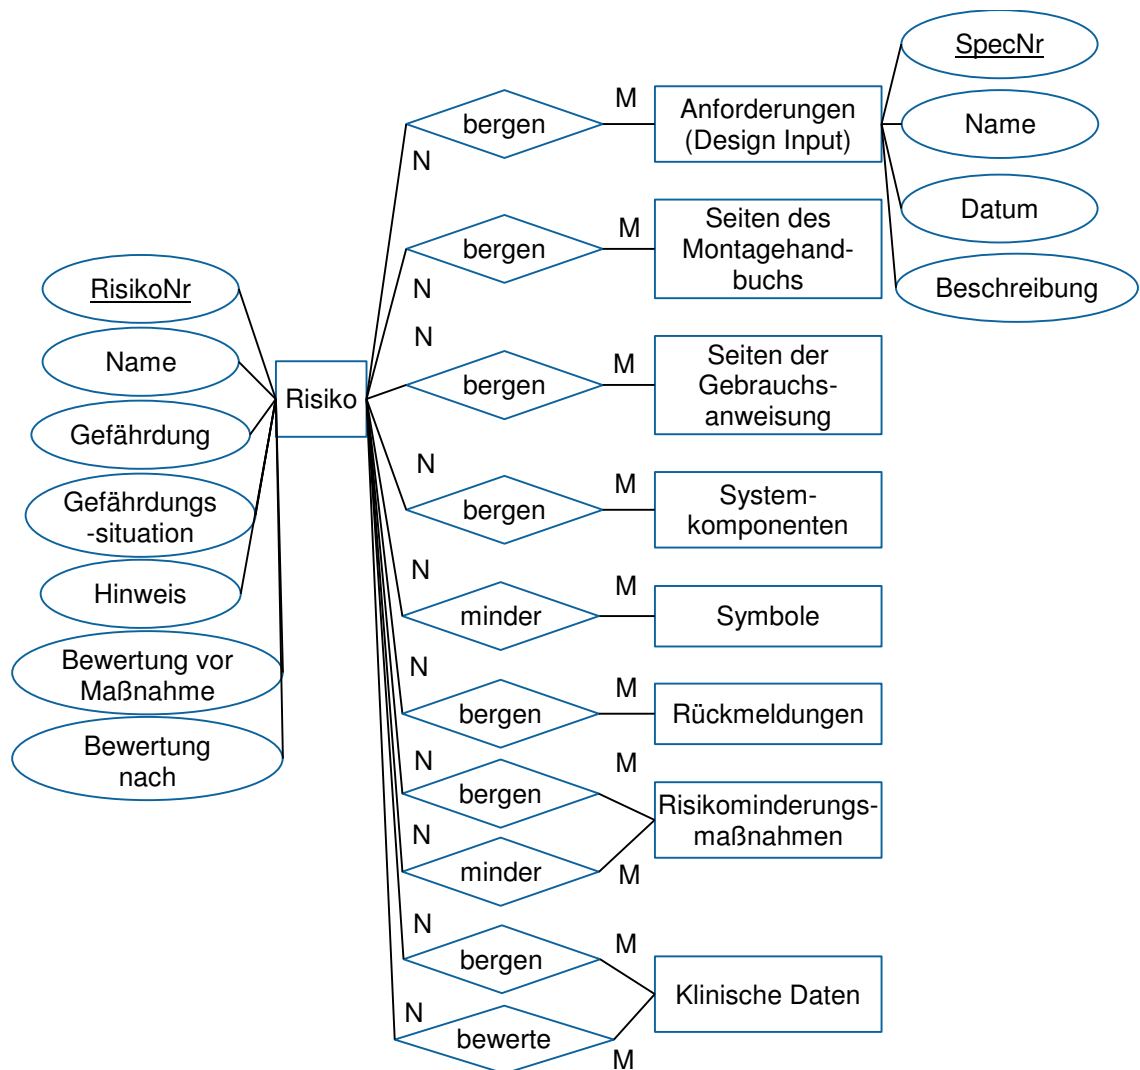 SpecNr
M
Anforderungen
(Design Input)
bergen
Name
N
Seiten des
Montagehand-
buchs
M
bergen
Datum
RisikoNr
N
Beschreibung
N
Name
Seiten der
Gebrauchs-
anweisung
M
bergen
Risiko
Gefährdung
N
M
System-
komponenten
bergen
Gefährdungs
-situation
N
M
Hinweis
minder
Symbole
N
M
Bewertung vor
Maßnahme
bergen
Rückmeldungen
Bewertung
nach
N
M
bergen
Risikominderungs-
maßnahmen
N
minder
M
N
M
bergen
Klinische Daten
N
bewerte
M